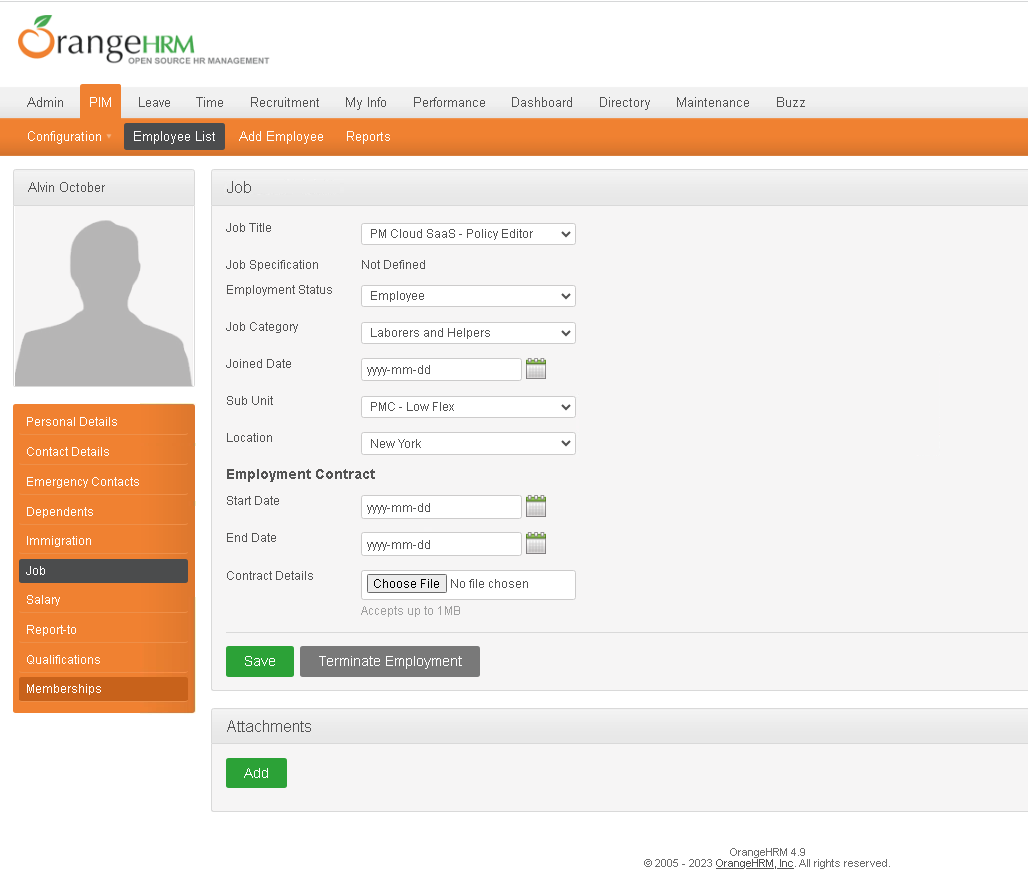 OrangeHRM
OPEN SOURCE HR MANAGEMENT
Admin PIM Leave Time Recruitment My Info Performance Dashboard Directory Maintenance Buzz
Configuration Employee List Add Employee Reports
Alvin October
Personal Details
Contact Details
Emergency Contacts
Dependents
Immigration
Job
Salary
Report-to
Qualifications
Memberships
Job
Job Title PM Cloud SaaS - Policy Editor
Job Specification Not Defined
Employment Status Employee
Job Category Laborers and Helpers
Joined Date yyyy-mm-dd
Sub Unit PMC - Low Flex
Location New York
Employment Contract
Start Date yyyy-mm-dd
End Date yyyy-mm-dd
Contract Details Choose File No file chosen
Accepts up to 1MB
Save Terminate Employment
Attachments
Add
OrangeHRM 4.9
© 2005 - 2023 OrangeHRM, Inc. All rights reserved.